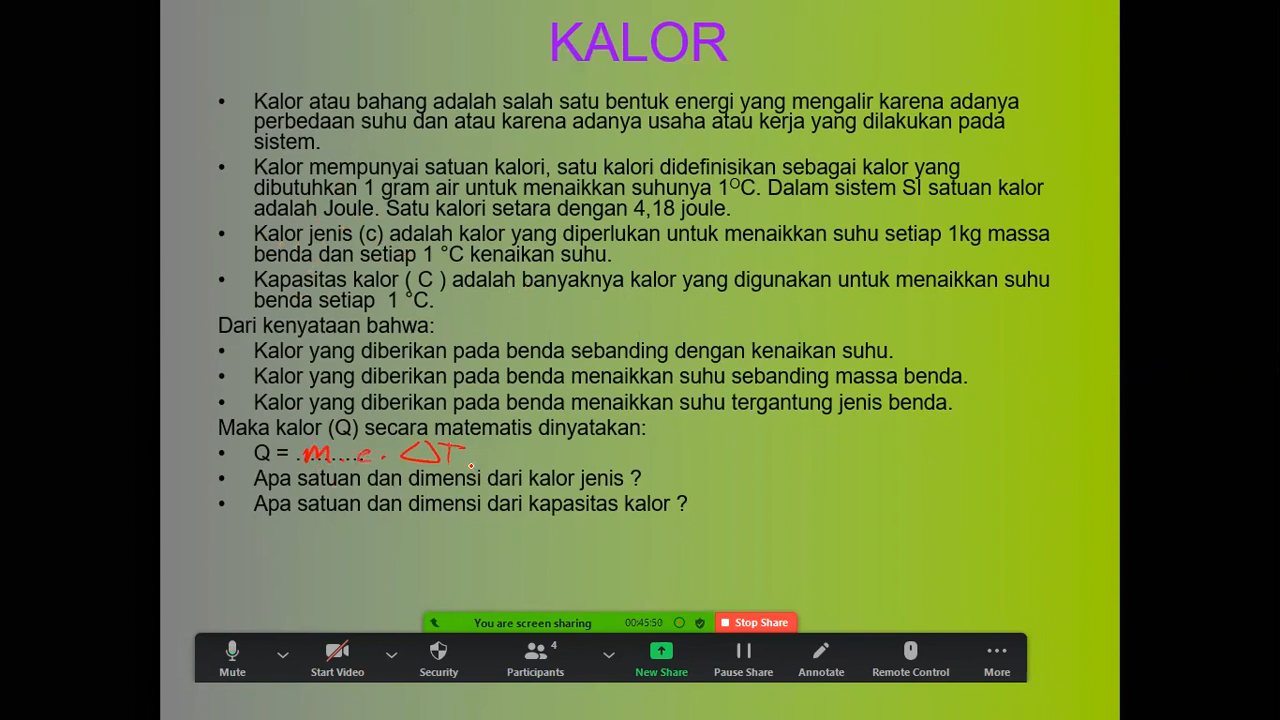 KALOR
• Kalor atau bahang adalah salah satu bentuk energi yang mengalir karena adanya
perbedaan suhu dan atau karena adanya usaha atau kerja yang dilakukan pada
sistem.
• Kalor mempunyai satuan kalori, satu kalori didefinisikan sebagai kalor yang
dibutuhkan 1 gram air untuk menaikkan suhunya 1ᴼC. Dalam sistem SI satuan kalor
adalah Joule. Satu kalori setara dengan 4,18 joule.
• Kalor jenis (c) adalah kalor yang diperlukan untuk menaikkan suhu setiap 1kg massa
benda dan setiap 1 °C kenaikan suhu.
• Kapasitas kalor ( C ) adalah banyaknya kalor yang digunakan untuk menaikkan suhu
benda setiap 1 °C.
Dari kenyataan bahwa:
• Kalor yang diberikan pada benda sebanding dengan kenaikan suhu.
• Kalor yang diberikan pada benda menaikkan suhu sebanding massa benda.
• Kalor yang diberikan pada benda menaikkan suhu tergantung jenis benda.
Maka kalor (Q) secara matematis dinyatakan:
• Q = .m..c. . ΔT
• Apa satuan dan dimensi dari kalor jenis ?
• Apa satuan dan dimensi dari kapasitas kalor ?
You are screen sharing 00:45:50 Stop Share
4
Mute Start Video Security Participants New Share Pause Share Annotate Remote Control More